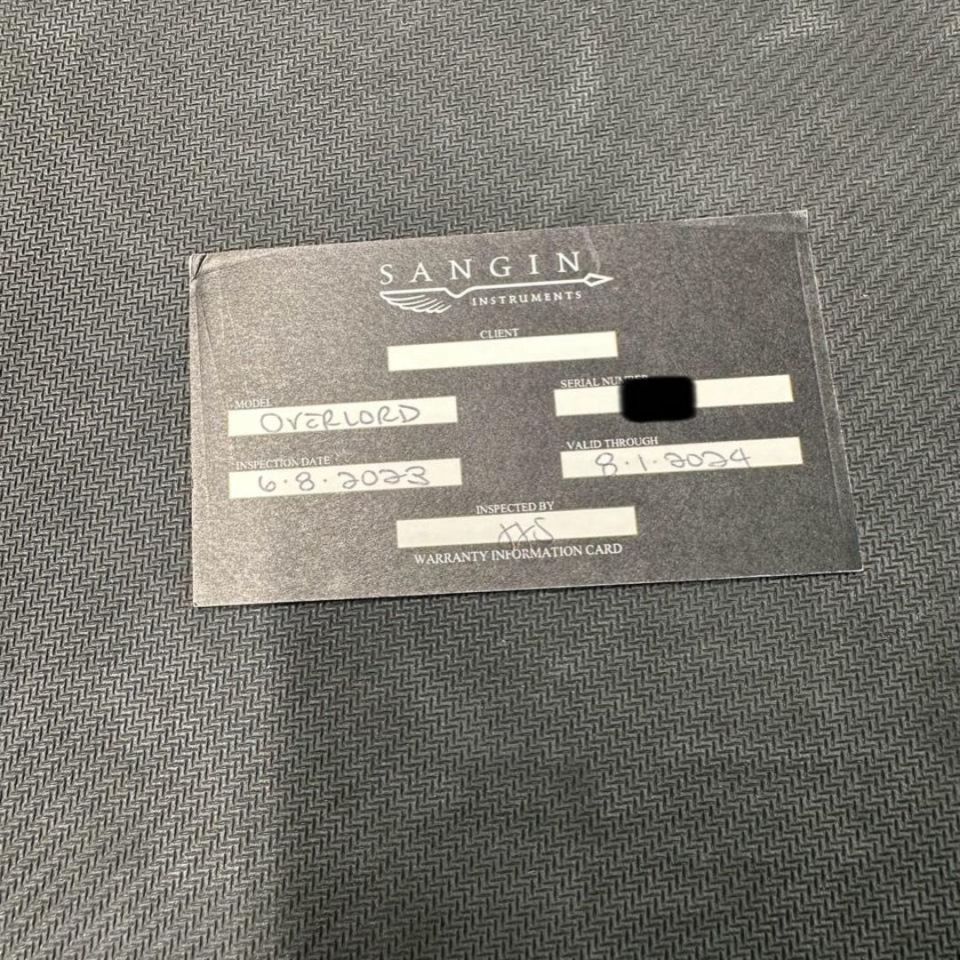 SANGIN
INSTRUMENTS
CLIENT
MODEL
OVERLORD
SERIAL NUMBER
INSPECTION DATE
6.8.2023
VALID THROUGH
8.1.2024
INSPECTED BY
WARRANTY INFORMATION CARD